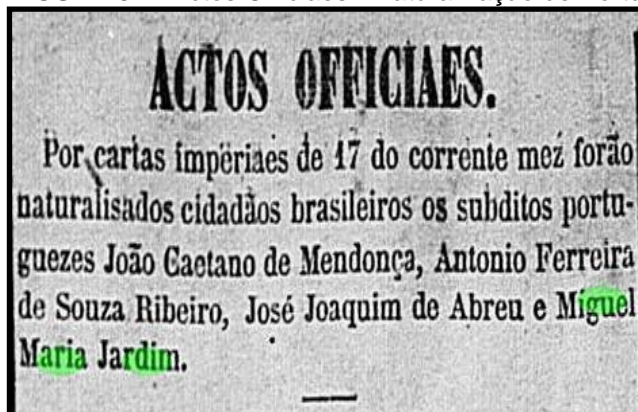 ACTOS OFFICIAES.
Por cartas imperiaes de 17 do corrente mez forão
naturalisados cidadãos brasileiros os subditos portu-
guezes João Caetano de Mendonça, Antonio Ferreira
de Souza Ribeiro, José Joaquim de Abreu e Miguel
Maria Jardim.